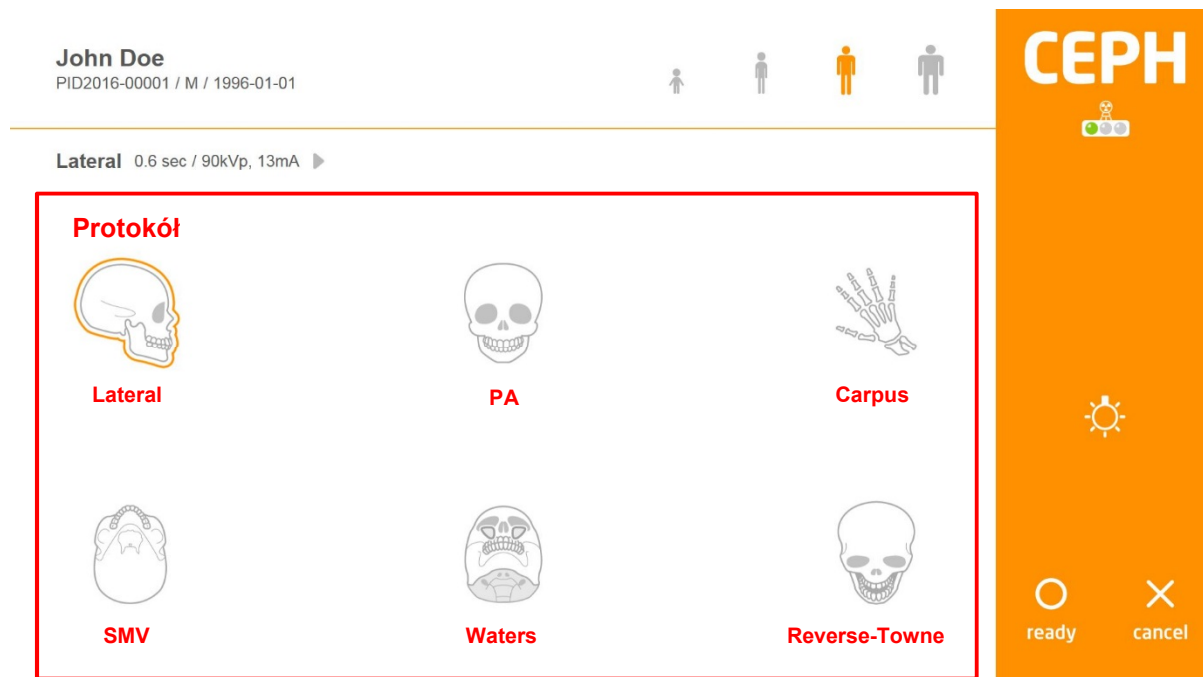 John Doe
PID2016-00001 / M / 1996-01-01
CEPH
Lateral 0.6 sec / 90kVp, 13mA
Protokół
Lateral
PA
Carpus
SMV
Waters
Reverse-Towne
ready
cancel